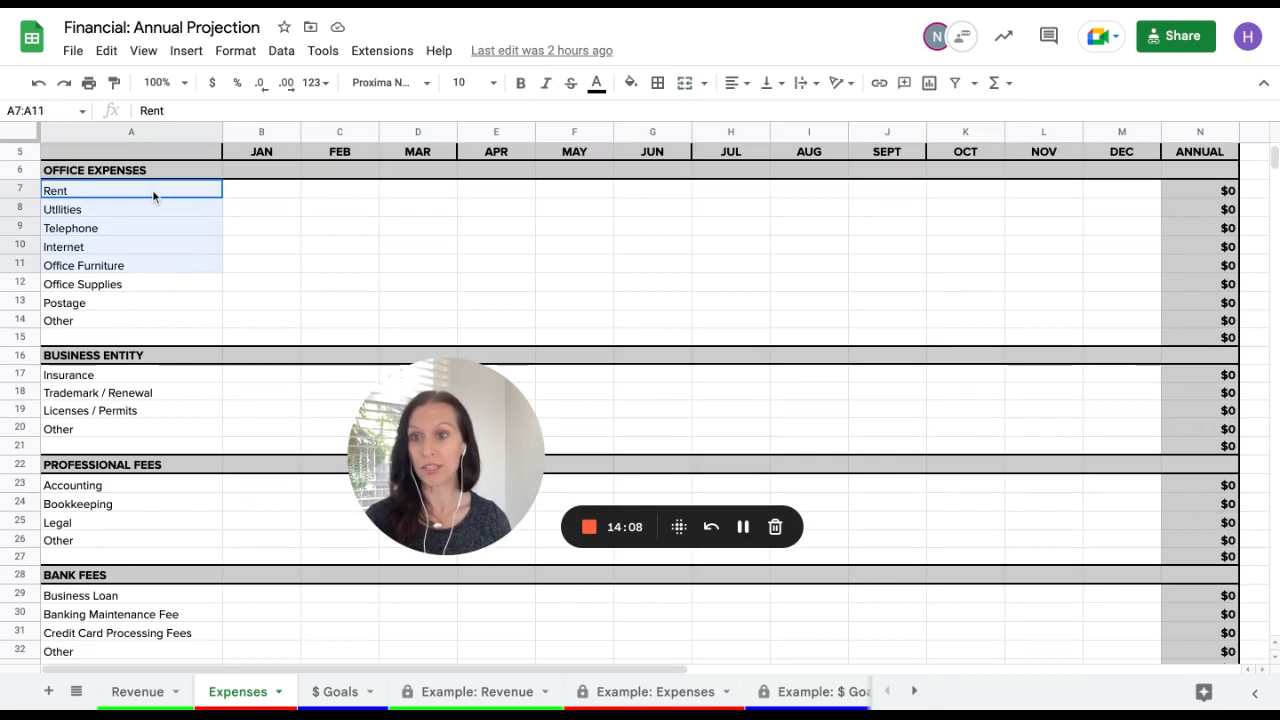 Financial: Annual Projection
N
Share
H
File Edit View Insert Format Data Tools Extensions Help Last edit was 2 hours ago
100% $ % .0 .00 123 Proxima N... 10 B I S A
A7:A11 fx Rent
A B C D E F G H I J K L M N
5 JAN FEB MAR APR MAY JUN JUL AUG SEPT OCT NOV DEC ANNUAL
6 OFFICE EXPENSES
7 Rent $0
8 Utllities $0
9 Telephone $0
10 Internet $0
11 Office Furniture $0
12 Office Supplies $0
13 Postage $0
14 Other $0
15 $0
16 BUSINESS ENTITY
17 Insurance $0
18 Trademark / Renewal $0
19 Licenses / Permits $0
20 Other $0
21 $0
22 PROFESSIONAL FEES
23 Accounting $0
24 Bookkeeping $0
25 Legal $0
14:08
26 Other $0
27 $0
28 BANK FEES
29 Business Loan $0
30 Banking Maintenance Fee $0
31 Credit Card Processing Fees $0
32 Other $0
Revenue Expenses $ Goals Example: Revenue Example: Expenses Example: $ Goa